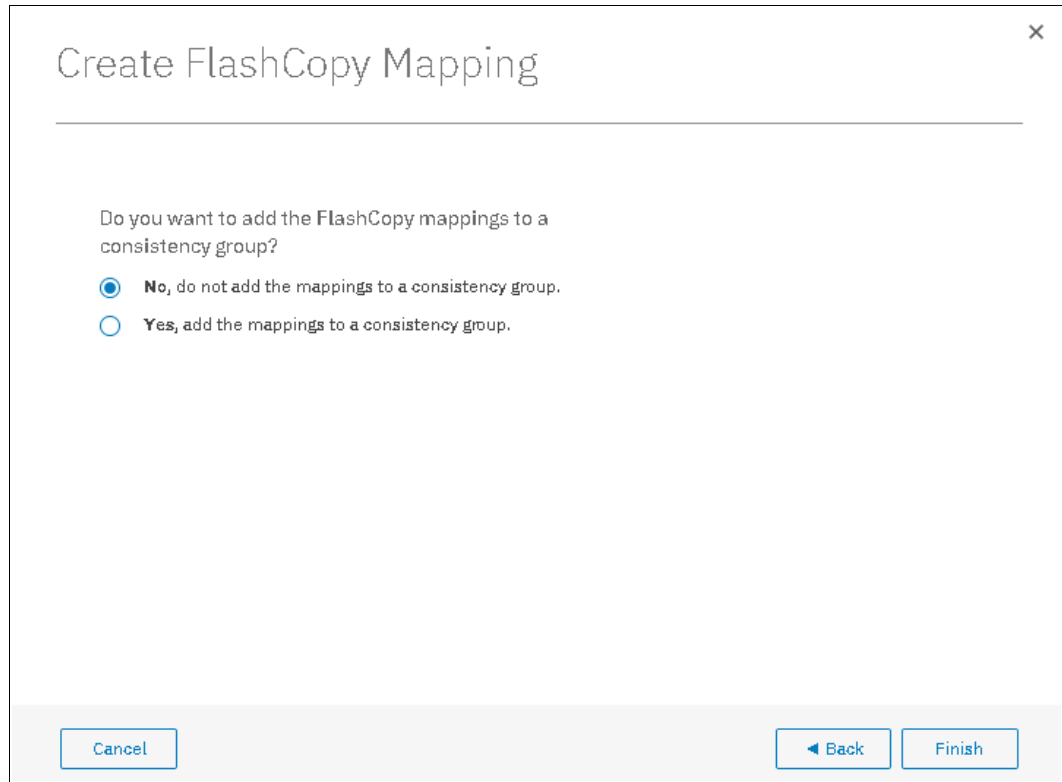 Create FlashCopy Mapping
Do you want to add the FlashCopy mappings to a
consistency group?
No, do not add the mappings to a consistency group.
Yes, add the mappings to a consistency group.
Cancel
Back
Finish